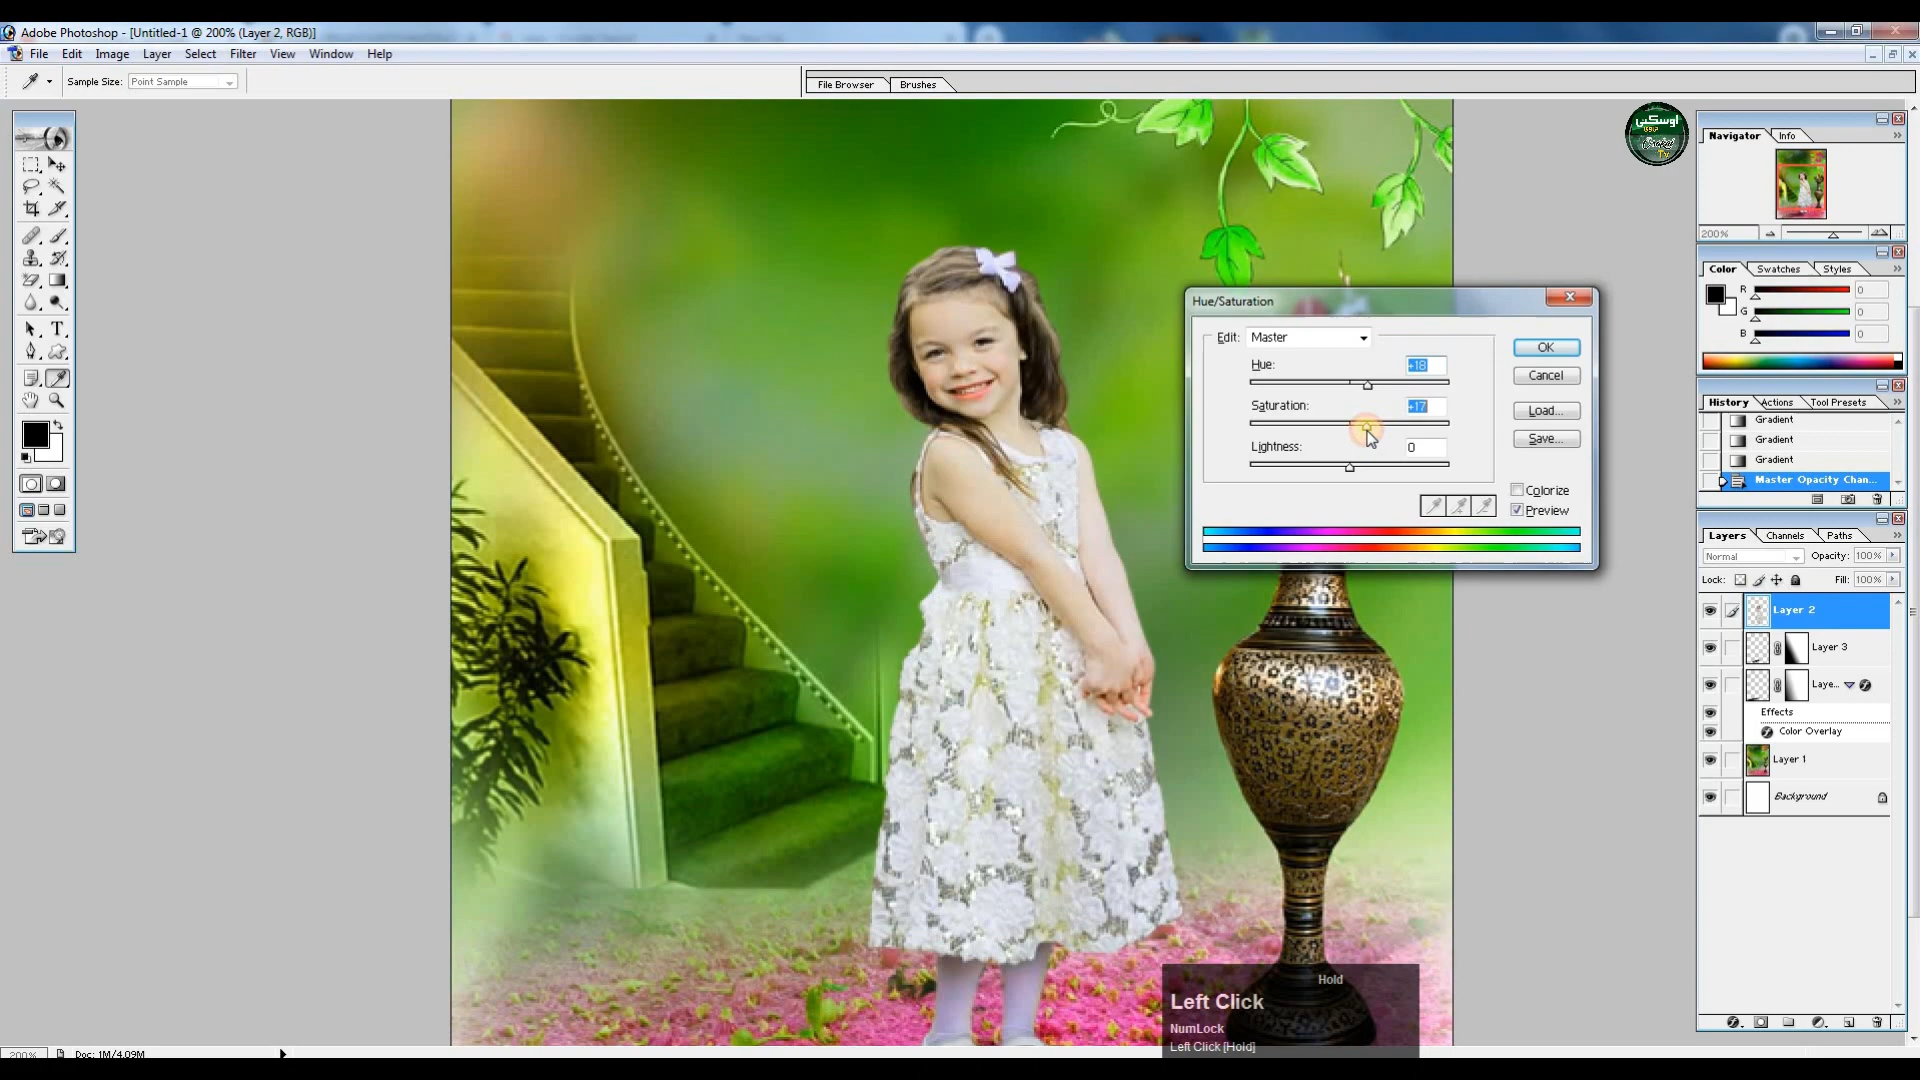 Adobe Photoshop - [Untitled-1 @ 200% (Layer 2, RGB)]
File Edit Image Layer Select Filter View Window Help
Sample Size: Point Sample
File Browser Brushes
اوسکی
Tv
Navigator Info
200%
Color Swatches Styles
R 0
G 0
B 0
History Actions Tool Presets
Gradient
Gradient
Gradient
Master Opacity Chan...
Layers Channels Paths
Normal Opacity: 100%
Lock: Fill: 100%
Layer 2
Layer 3
Laye...
Effects
Color Overlay
Layer 1
Background
Hue/Saturation
Edit: Master
Hue: +18
Saturation: +17
Lightness: 0
OK
Cancel
Load...
Save...
Colorize
Preview
Hold
Left Click
NumLock
Left Click [Hold]
200% Doc: 1M/4.09M